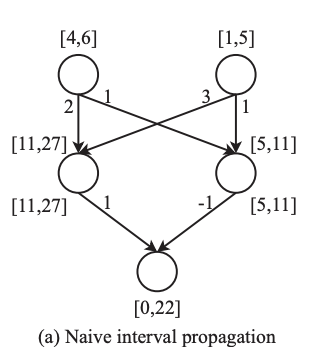 [4,6] [1,5]
2 1 3 1
[11,27] [5,11]
[11,27] 1 -1 [5,11]
[0,22]
(a) Naive interval propagation